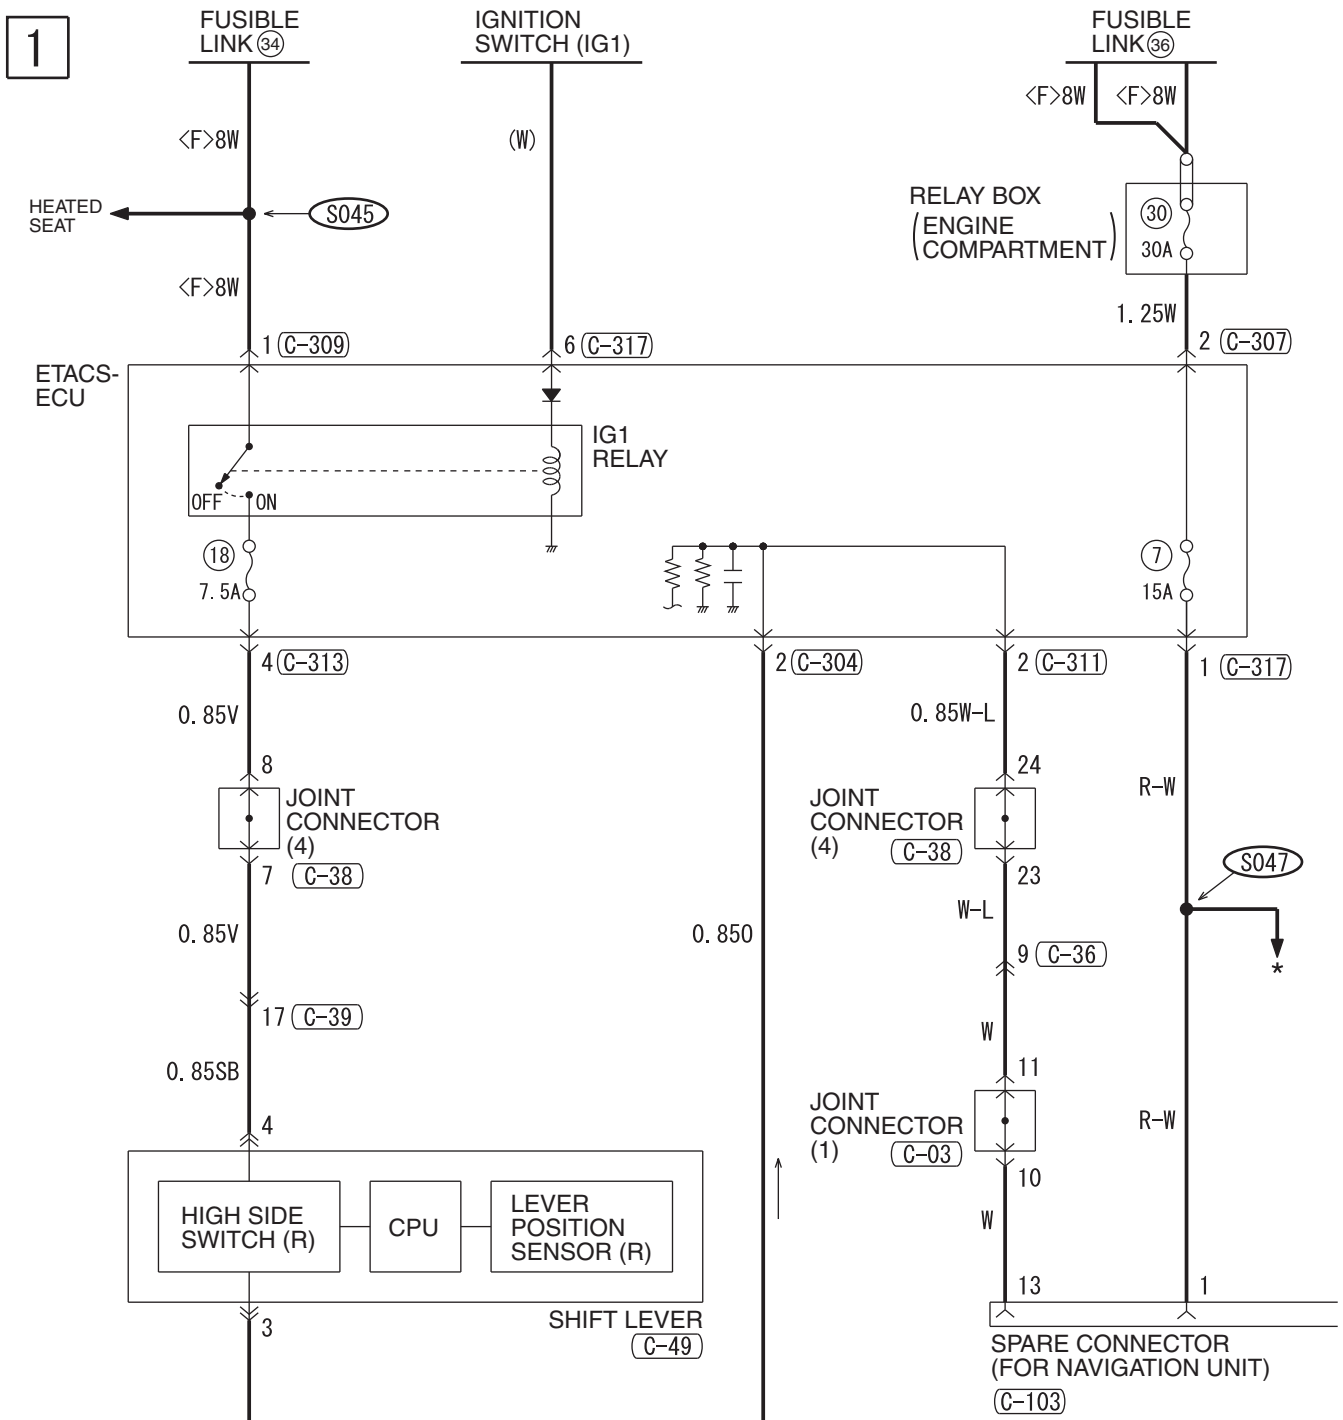 1
FUSIBLE
LINK 34
IGNITION
SWITCH (IG1)
FUSIBLE
LINK 36
<F>8W
<F>8W
<F>8W
(W)
HEATED
SEAT
S045
RELAY BOX
(ENGINE
COMPARTMENT)
30
30A
<F>8W
1.25W
1 C-309
6 C-317
2 C-307
ETACS-
ECU
IG1
RELAY
OFF
ON
18
7.5A
7
15A
4 C-313
2 C-304
2 C-311
1 C-317
0.85V
0.85W-L
8
24
R-W
JOINT
CONNECTOR
(4)
C-38
7
JOINT
CONNECTOR
(4)
C-38
23
S047
0.85V
0.85O
W-L
9 C-36
*
17 C-39
W
0.85SB
11
4
JOINT
CONNECTOR
(1)
C-03
R-W
10
HIGH SIDE
SWITCH (R)
CPU
LEVER
POSITION
SENSOR (R)
W
13
1
3
SHIFT LEVER
C-49
SPARE CONNECTOR
(FOR NAVIGATION UNIT)
C-103